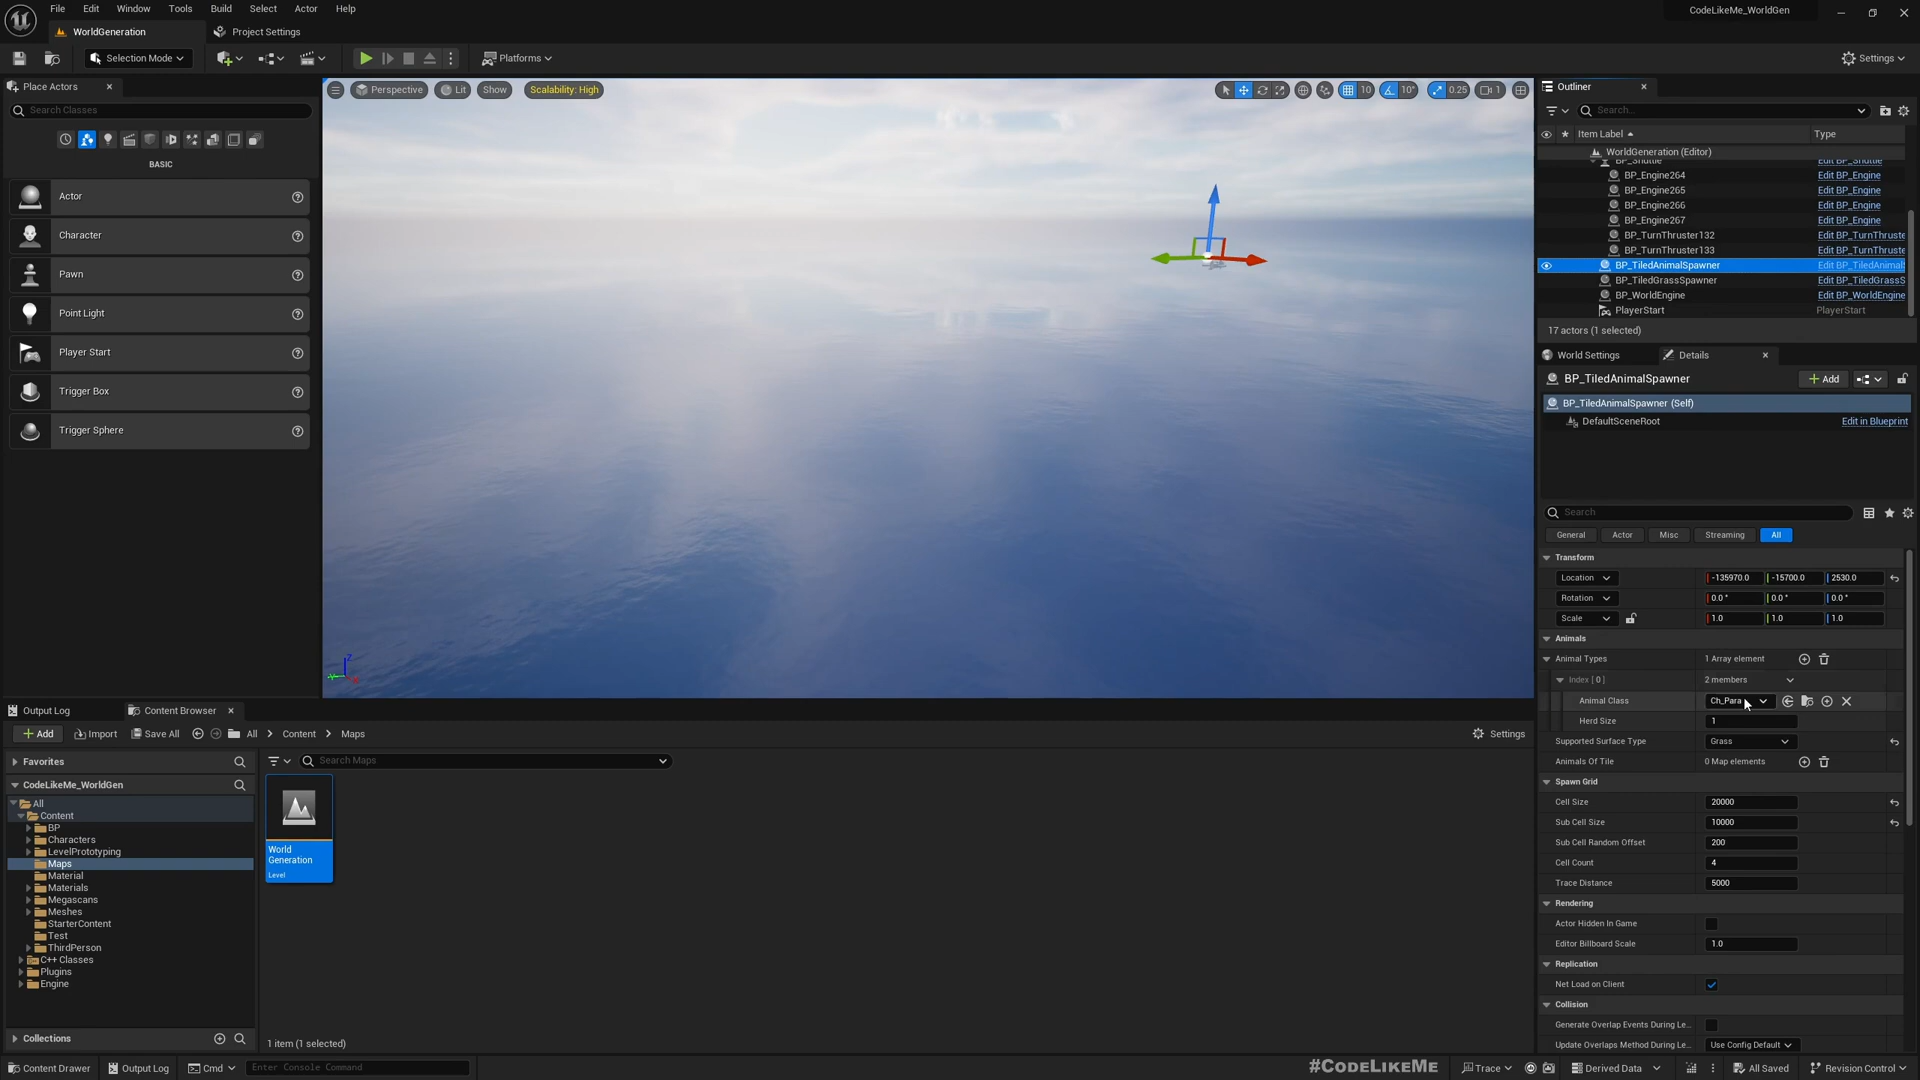 File Edit Window Tools Build Select Actor Help
CodeLikeMe_WorldGen
WorldGeneration Project Settings
Selection Mode Platforms Settings
Place Actors
Search Classes
BASIC
Actor
Character
Pawn
Point Light
Player Start
Trigger Box
Trigger Sphere
Perspective Lit Show Scalability: High
10 10° 0.25 1
Outliner
Search...
Item Label Type
WorldGeneration (Editor)
BP_Shuttle Edit BP_Shuttle
BP_Engine264 Edit BP_Engine
BP_Engine265 Edit BP_Engine
BP_Engine266 Edit BP_Engine
BP_Engine267 Edit BP_Engine
BP_TurnThruster132 Edit BP_TurnThruste
BP_TurnThruster133 Edit BP_TurnThruste
BP_TiledAnimalSpawner Edit BP_TiledAnimalS
BP_TiledGrassSpawner Edit BP_TiledGrassS
BP_WorldEngine Edit BP_WorldEngine
PlayerStart PlayerStart
17 actors (1 selected)
World Settings Details
BP_TiledAnimalSpawner Add
BP_TiledAnimalSpawner (Self)
DefaultSceneRoot Edit in Blueprint
Search
General Actor Misc Streaming All
Transform
Location -135970.0 -15700.0 2530.0
Rotation 0.0 ° 0.0 ° 0.0 °
Scale 1.0 1.0 1.0
Animals
Animal Types 1 Array element
Index [ 0 ] 2 members
Animal Class Ch_Para
Herd Size 1
Supported Surface Type Grass
Animals Of Tile 0 Map elements
Spawn Grid
Cell Size 20000
Sub Cell Size 10000
Sub Cell Random Offset 200
Cell Count 4
Trace Distance 5000
Rendering
Actor Hidden In Game
Editor Billboard Scale 1.0
Replication
Net Load on Client
Collision
Generate Overlap Events During Le...
Update Overlaps Method During Le... Use Config Default
Output Log Content Browser
Add Import Save All All Content Maps Settings
Favorites
CodeLikeMe_WorldGen
All
Content
BP
Characters
LevelPrototyping
Maps
Material
Materials
Megascans
Meshes
StarterContent
Test
ThirdPerson
C++ Classes
Plugins
Engine
Collections
Search Maps
World
Generation
Level
1 item (1 selected)
Content Drawer Output Log Cmd Enter Console Command
#CodeLikeMe
Trace Derived Data All Saved Revision Control